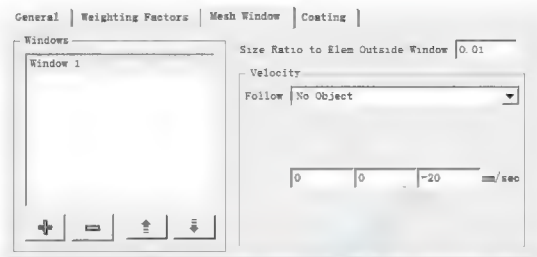 General Weighting Factors Mesh Window Coating
Windows
Window 1
Size Ratio to Elem Outside Window 0.01
Velocity
Follow No Object
0 0 -20 mm/sec